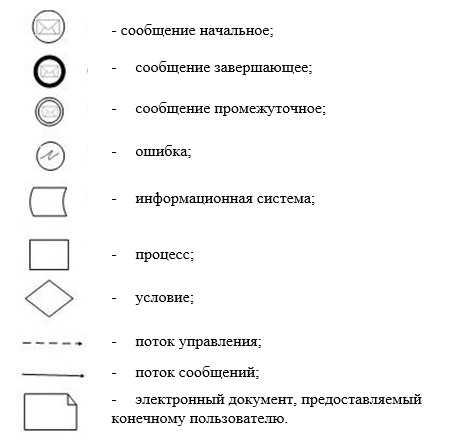 - сообщение начальное;
- сообщение завершающее;
- сообщение промежуточное;
- ошибка;
- информационная система;
- процесс;
- условие;
- поток управления;
- поток сообщений;
- электронный документ, предоставляемый
конечному пользователю.